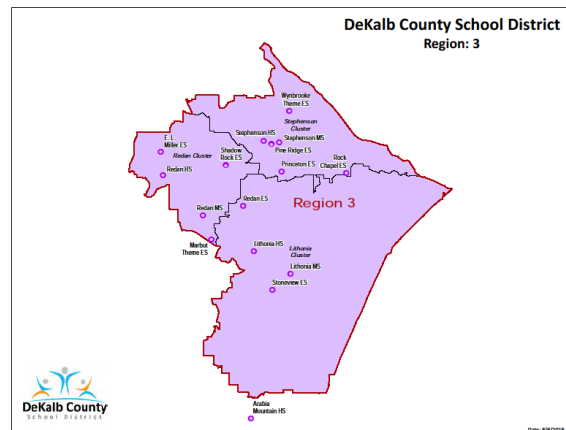 DeKalb County School District
Region: 3
Wynbrooke
Theme ES
Stephenson
Cluster
Stephenson HS
Stephenson MS
Pine Ridge ES
E. L.
Miller ES
Redan Cluster
Shadow
Rock ES
Princeton ES
Rock
Chapel ES
Redan HS
Redan ES
Region 3
Redan MS
Marbut
Theme ES
Lithonia HS
Lithonia
Cluster
Lithonia MS
Stoneview ES
Arabia
Mountain HS
DeKalb County
School District